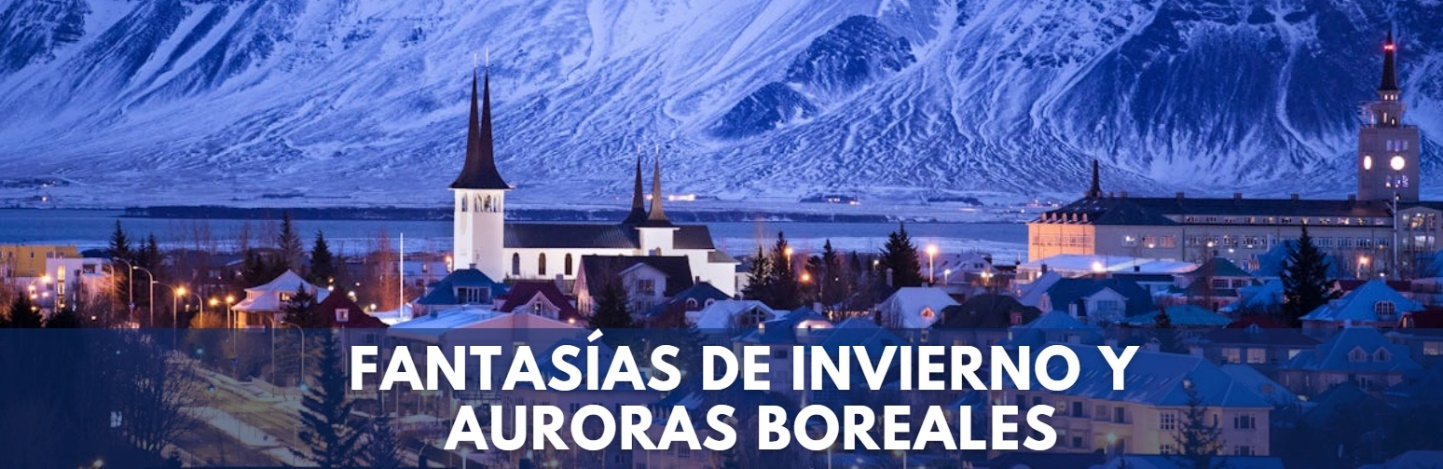 FANTASÍAS DE INVIERNO Y
AURORAS BOREALES